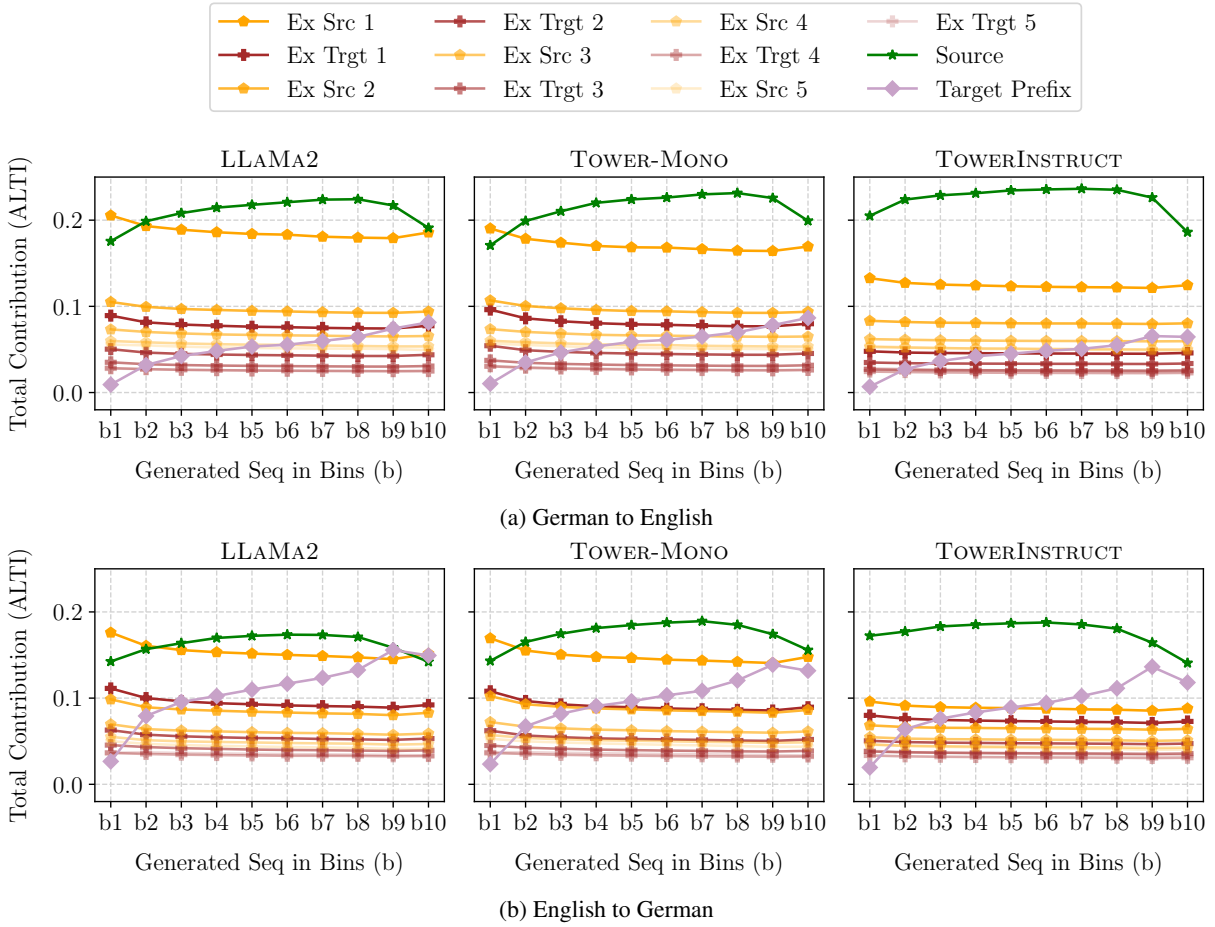 Ex Src 1
Ex Trgt 1
Ex Src 2
Ex Trgt 2
Ex Src 3
Ex Trgt 3
Ex Src 4
Ex Trgt 4
Ex Src 5
Ex Trgt 5
Source
Target Prefix
LLaMa2
Tower-Mono
TowerInstruct
Total Contribution (ALTI)
0.2
0.1
0.0
b1 b2 b3 b4 b5 b6 b7 b8 b9 b10
b1 b2 b3 b4 b5 b6 b7 b8 b9 b10
b1 b2 b3 b4 b5 b6 b7 b8 b9 b10
Generated Seq in Bins (b)
Generated Seq in Bins (b)
Generated Seq in Bins (b)
(a) German to English
LLaMa2
Tower-Mono
TowerInstruct
Total Contribution (ALTI)
0.2
0.1
0.0
b1 b2 b3 b4 b5 b6 b7 b8 b9 b10
b1 b2 b3 b4 b5 b6 b7 b8 b9 b10
b1 b2 b3 b4 b5 b6 b7 b8 b9 b10
Generated Seq in Bins (b)
Generated Seq in Bins (b)
Generated Seq in Bins (b)
(b) English to German